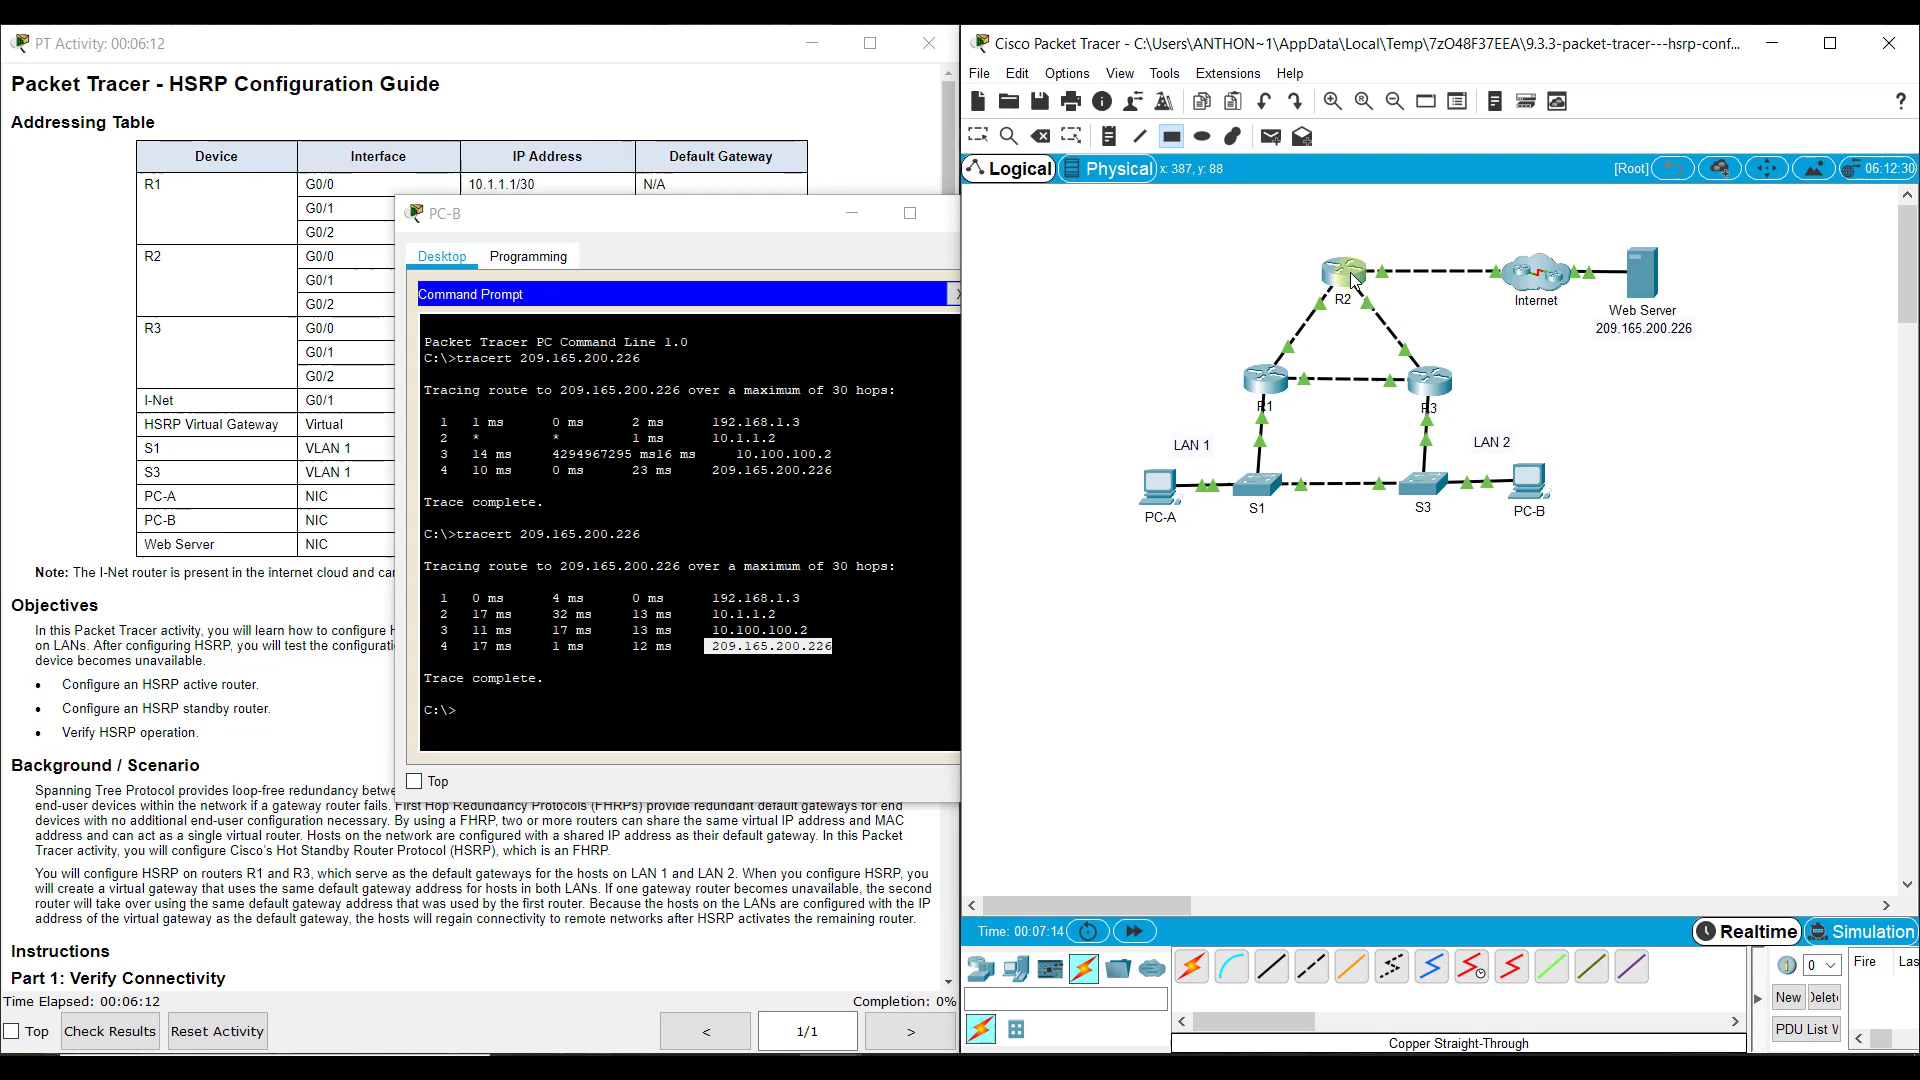 PT Activity: 00:06:12
Packet Tracer - HSRP Configuration Guide
Addressing Table
Device Interface IP Address Default Gateway
R1 G0/0 10.1.1.1/30 N/A
G0/1
G0/2
R2 G0/0
G0/1
G0/2
R3 G0/0
G0/1
G0/2
I-Net G0/1
HSRP Virtual Gateway Virtual
S1 VLAN 1
S3 VLAN 1
PC-A NIC
PC-B NIC
Web Server NIC
Note: The I-Net router is present in the internet cloud and
Objectives
In this Packet Tracer activity, you will learn how to configure
on LANs. After configuring HSRP, you will test the
device becomes unavailable.
• Configure an HSRP active router.
• Configure an HSRP standby router.
• Verify HSRP operation.
Background / Scenario
Spanning Tree Protocol provides loop-free redundancy
end-user devices within the network if a gateway router fails. First Hop Redundancy Protocols (FHRPs) provide redundant default gateways for end
devices with no additional end-user configuration necessary. By using a FHRP, two or more routers can share the same virtual IP address and MAC
address and can act as a single virtual router. Hosts on the network are configured with a shared IP address as their default gateway. In this Packet
Tracer activity, you will configure Cisco's Hot Standby Router Protocol (HSRP), which is an FHRP.
You will configure HSRP on routers R1 and R3, which serve as the default gateways for the hosts on LAN 1 and LAN 2. When you configure HSRP, you
will create a virtual gateway that uses the same default gateway address for hosts in both LANs. If one gateway router becomes unavailable, the second
router will take over using the same default gateway address that was used by the first router. Because the hosts on the LANs are configured with the IP
address of the virtual gateway as the default gateway, the hosts will regain connectivity to remote networks after HSRP activates the remaining router.
Instructions
Part 1: Verify Connectivity
Time Elapsed: 00:06:12 Completion: 0%
Top Check Results Reset Activity < 1/1 >
PC-B
Desktop Programming
Command Prompt X
Packet Tracer PC Command Line 1.0
C:\>tracert 209.165.200.226
Tracing route to 209.165.200.226 over a maximum of 30 hops:
1 1 ms 0 ms 2 ms 192.168.1.3
2 * * 1 ms 10.1.1.2
3 14 ms 4294967295 ms16 ms 10.100.100.2
4 10 ms 0 ms 23 ms 209.165.200.226
Trace complete.
C:\>tracert 209.165.200.226
Tracing route to 209.165.200.226 over a maximum of 30 hops:
1 0 ms 4 ms 0 ms 192.168.1.3
2 17 ms 32 ms 13 ms 10.1.1.2
3 11 ms 17 ms 13 ms 10.100.100.2
4 17 ms 1 ms 12 ms 209.165.200.226
Trace complete.
C:\>
Top
Cisco Packet Tracer - C:\Users\ANTHON~1\AppData\Local\Temp\7zO48F37EEA\9.3.3-packet-tracer---hsrp-conf...
File Edit Options View Tools Extensions Help
Logical Physical x: 387, y: 88 [Root] 06:12:30
R2
Internet
Web Server
209.165.200.226
R1
R3
LAN 1
LAN 2
PC-A
S1
S3
PC-B
Time: 00:07:14 Realtime Simulation
0 Fire Las
New
PDU List W
Copper Straight-Through